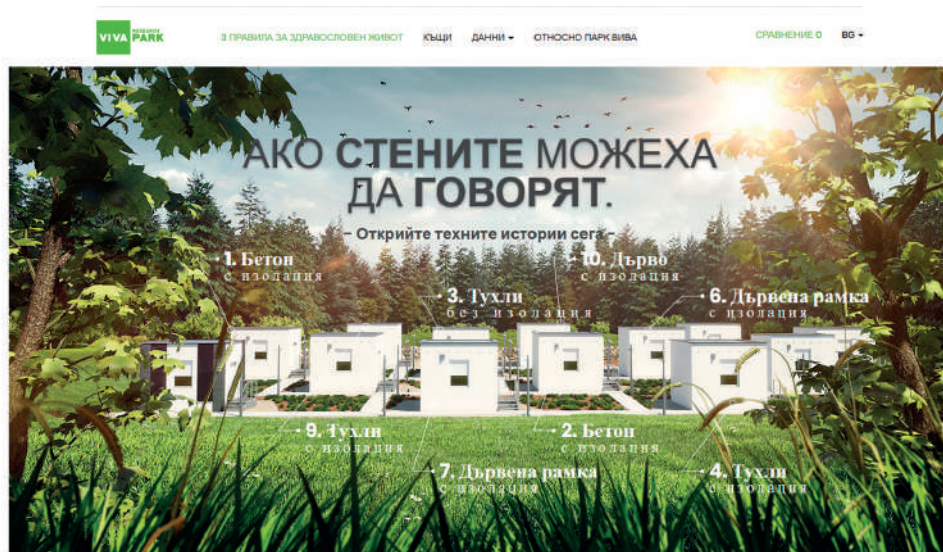 VIVA RESEARCH PARK
3 ПРАВИЛА ЗА ЗДРАВОСЛОВЕН ЖИВОТ КЪЩИ ДАННИ ОТНОСНО ПАРК ВИВА СРАВНЕНИЕ 0 BG
АКО СТЕНИТЕ МОЖЕХА
ДА ГОВОРЯТ.
- Открийте техните истории сега -
1. Бетон
с изолация
10. Дърво
с изолация
3. Тухли
без изолация
6. Дървена рамка
с изолация
9. Тухли
с изолация
2. Бетон
с изолация
7. Дървена рамка
с изолация
4. Тухли
с изолация